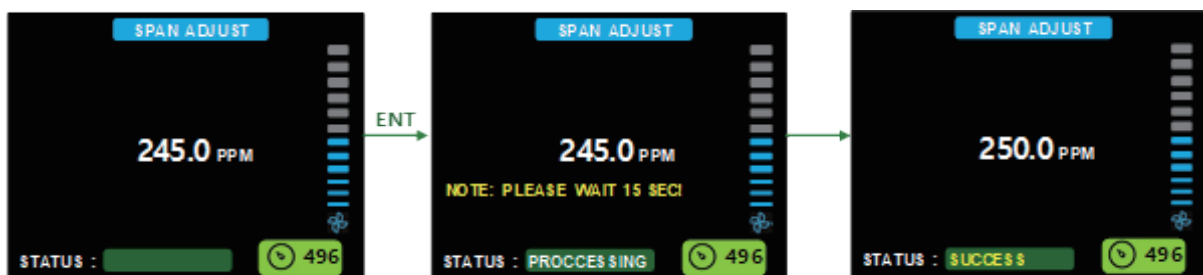 SPAN ADJUST
245.0 PPM
STATUS :
496
ENT
SPAN ADJUST
245.0 PPM
NOTE: PLEASE WAIT 15 SEC!
STATUS : PROCCESSING
496
SPAN ADJUST
250.0 PPM
STATUS : SUCCESS
496